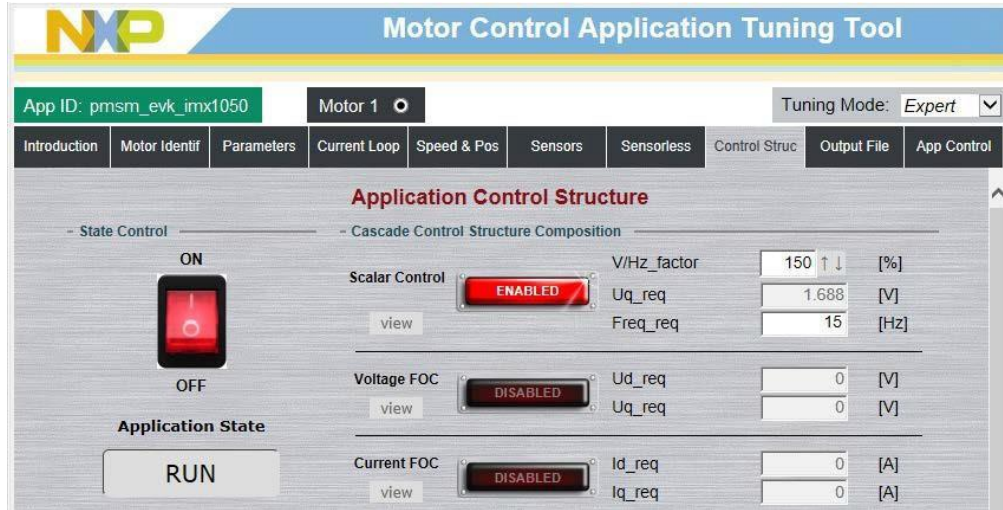 NXP
Motor Control Application Tuning Tool
App ID: pmsm_evk_imx1050
Motor 1
Tuning Mode: Expert
Introduction Motor Identif Parameters Current Loop Speed & Pos Sensors Sensorless Control Struc Output File App Control
Application Control Structure
State Control
Cascade Control Structure Composition
ON
OFF
Application State
RUN
Scalar Control
ENABLED
view
V/Hz_factor 150 ↑↓ [%]
Uq_req 1.688 [V]
Freq_req 15 [Hz]
Voltage FOC
DISABLED
view
Ud_req 0 [V]
Uq_req 0 [V]
Current FOC
DISABLED
view
Id_req 0 [A]
Iq_req 0 [A]